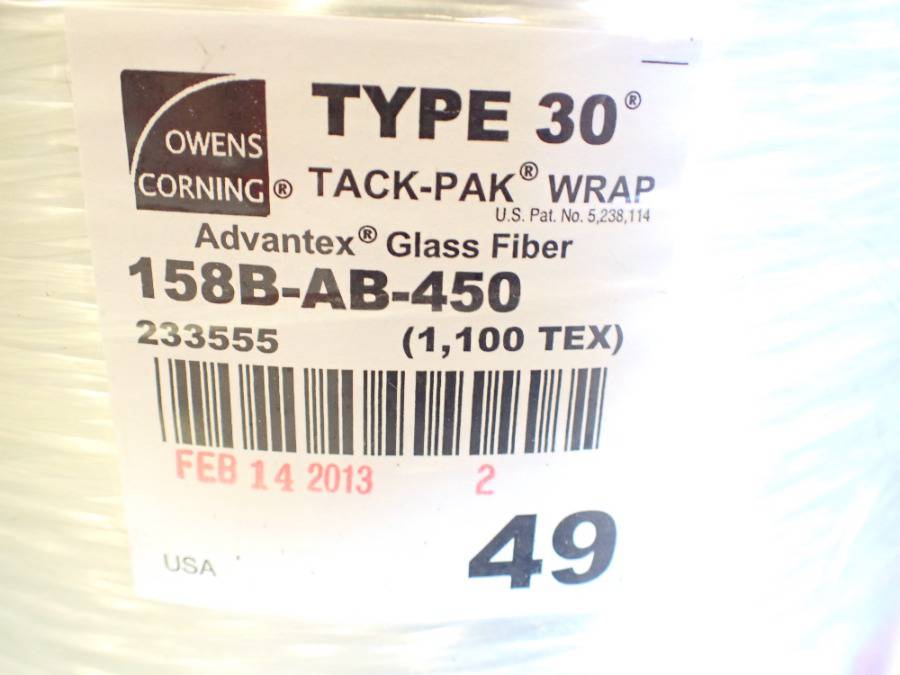 OWENS
CORNING®
TYPE 30®
TACK-PAK® WRAP
U.S. Pat. No. 5,238,114
Advantex® Glass Fiber
158B-AB-450
233555 (1,100 TEX)
FEB 14 2013 2
49
USA